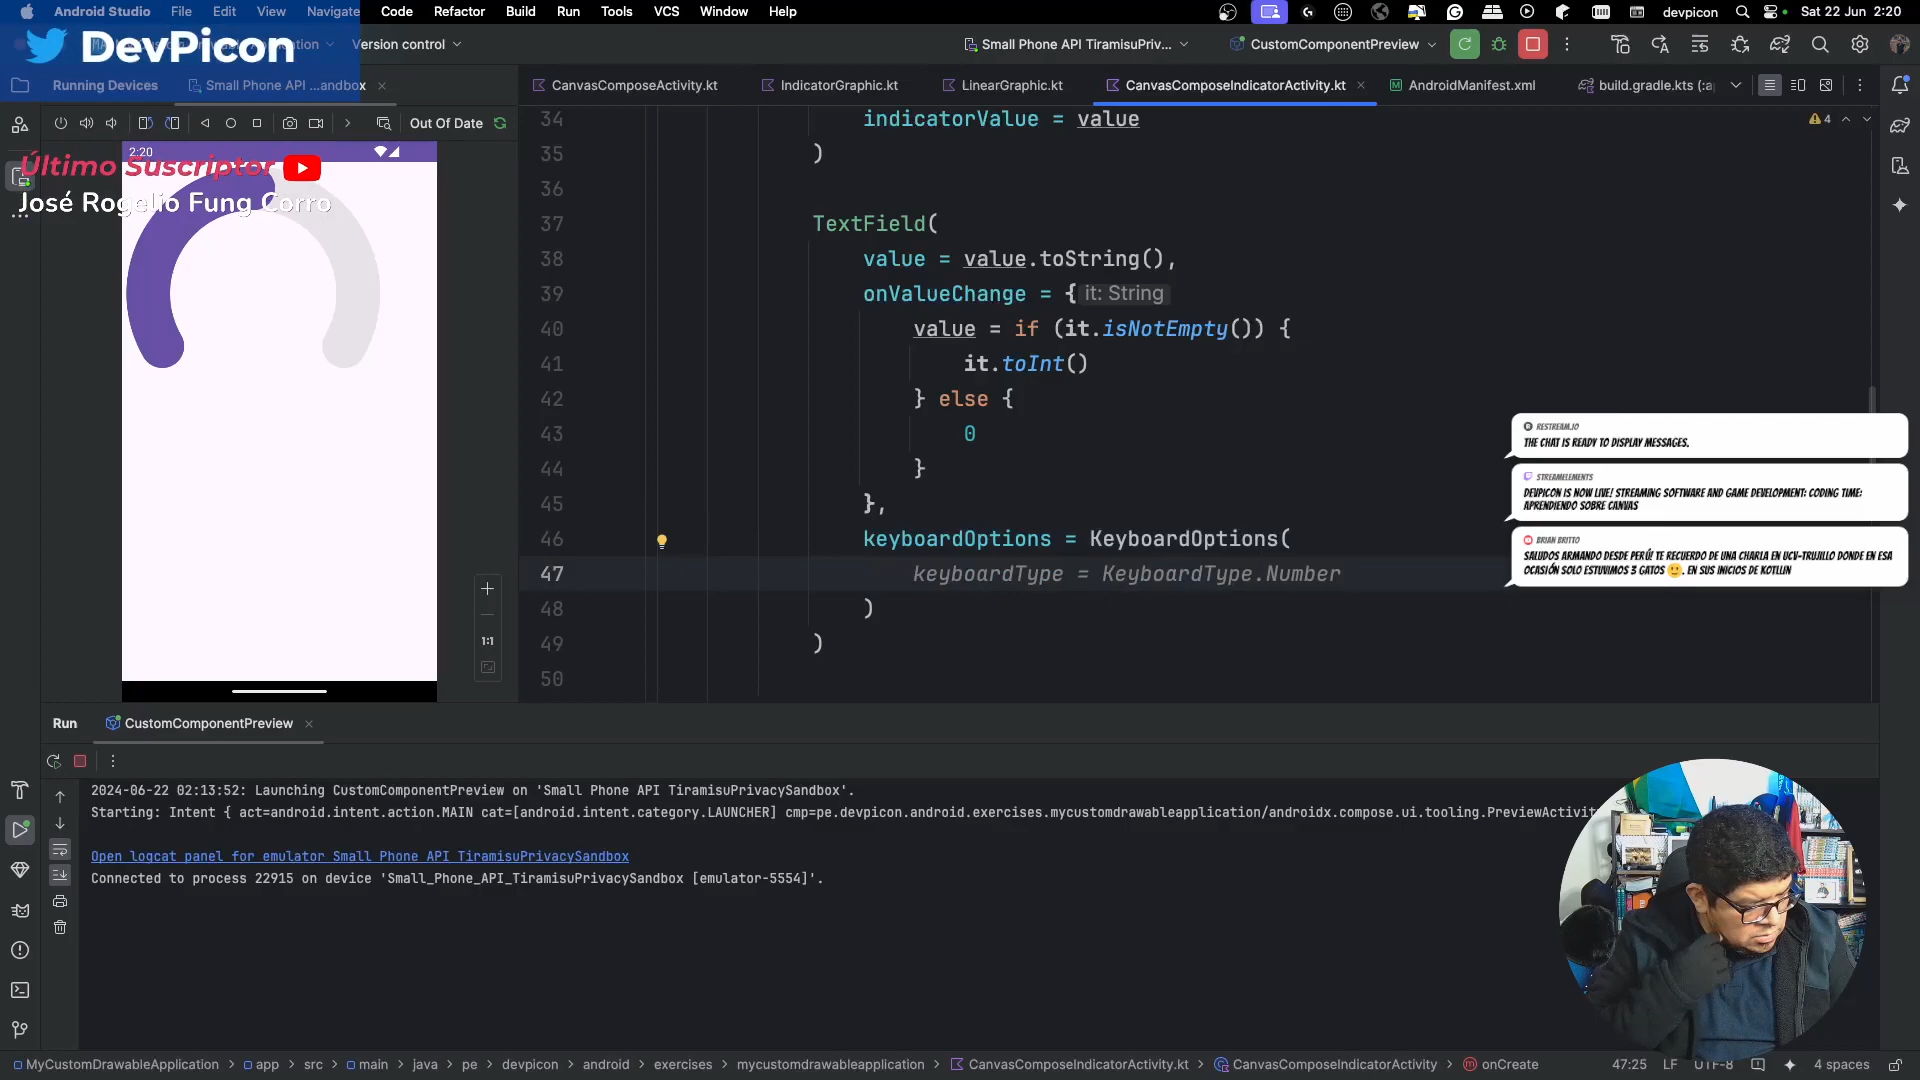 Android Studio File Edit View Navigate Code Refactor Build Run Tools VCS Window Help devpicon Sat 22 Jun 2:20
DevPicon
Version control
Small Phone API TiramisuPriv...
CustomComponentPreview
Running Devices
Small Phone API ...andbox
CanvasComposeActivity.kt
IndicatorGraphic.kt
LinearGraphic.kt
CanvasComposeIndicatorActivity.kt
AndroidManifest.xml
build.gradle.kts (:ap
Out Of Date
2:20
Último Suscriptor
José Rogelio Fung Corro
1:1
4
34 indicatorValue = value
35 )
36
37 TextField(
38 value = value.toString(),
39 onValueChange = { it: String
40 value = if (it.isNotEmpty()) {
41 it.toInt()
42 } else {
43 0
44 }
45 },
46 keyboardOptions = KeyboardOptions(
47 keyboardType = KeyboardType.Number
48 )
49 )
50
RESTREAM.IO
THE CHAT IS READY TO DISPLAY MESSAGES.
STREAMELEMENTS
DEVPICON IS NOW LIVE! STREAMING SOFTWARE AND GAME DEVELOPMENT: CODING TIME:
APRENDIENDO SOBRE CANVAS
BRIAN BRITTO
SALUDOS ARMANDO DESDE PERÚ! TE RECUERDO DE UNA CHARLA EN UCV-TRUJILLO DONDE EN ESA
OCASIÓN SOLO ESTUVIMOS 3 GATOS 🙂. EN SUS INICIOS DE KOTLIN
Run
CustomComponentPreview
2024-06-22 02:13:52: Launching CustomComponentPreview on 'Small Phone API TiramisuPrivacySandbox'.
Starting: Intent { act=android.intent.action.MAIN cat=[android.intent.category.LAUNCHER] cmp=pe.devpicon.android.exercises.mycustomdrawableapplication/androidx.compose.ui.tooling.PreviewActivit
Open logcat panel for emulator Small Phone API TiramisuPrivacySandbox
Connected to process 22915 on device 'Small_Phone_API_TiramisuPrivacySandbox [emulator-5554]'.
MyCustomDrawableApplication > app > src > main > java > pe > devpicon > android > exercises > mycustomdrawableapplication > CanvasComposeIndicatorActivity.kt > CanvasComposeIndicatorActivity > onCreate
47:25 LF UTF-8 4 spaces